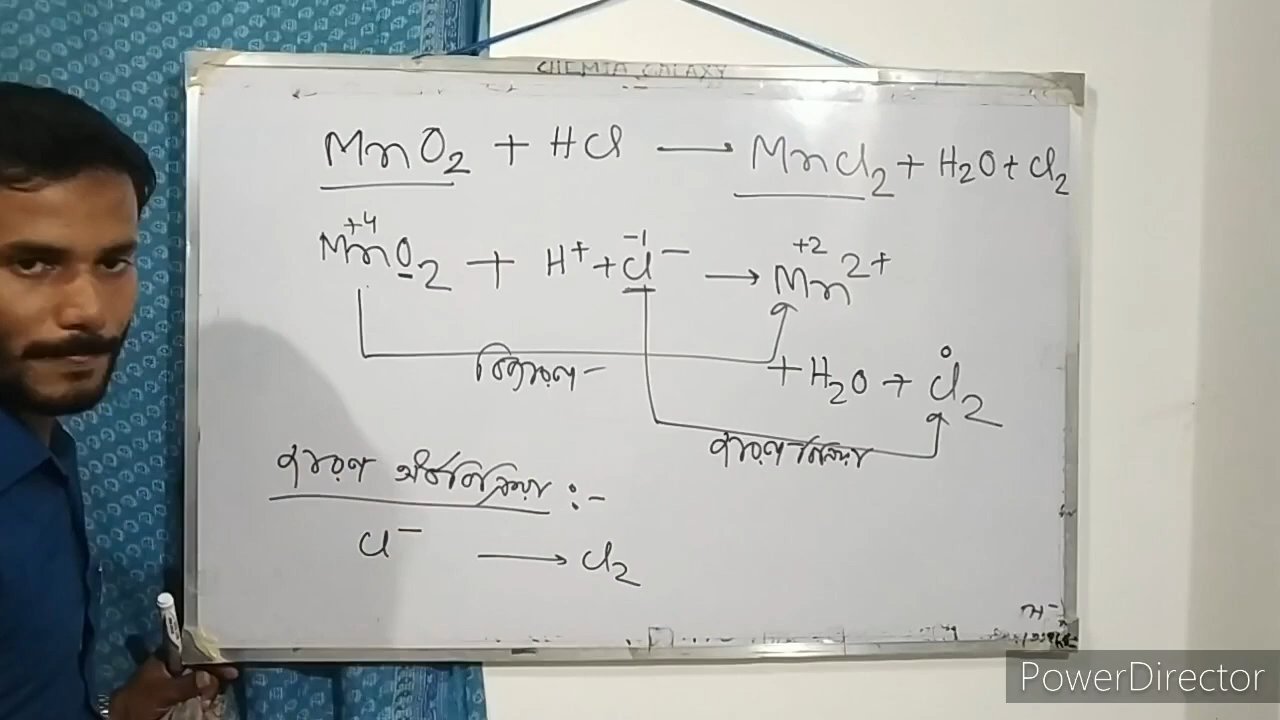 CHEMIA GALAXY
MnO₂ + HCl ⟶ MnCl₂ + H₂O + Cl₂
+4 -1 +2
MnO₂ + H⁺ + Cl⁻ ⟶ Mn²⁺
বিজারণ
+ H₂O + Cl₂ 0
জারণ
জারণ অর্ধবিক্রিয়া :-
Cl⁻ ⟶ Cl₂
PowerDirector